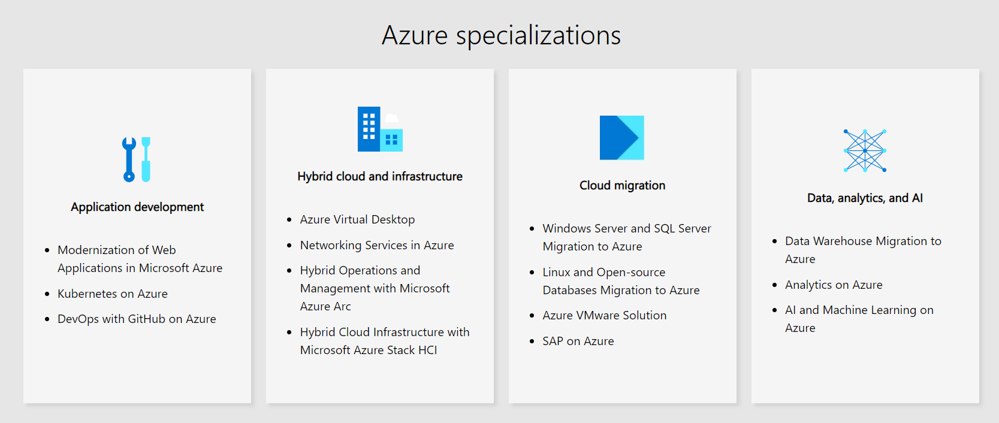 Azure specializations
Application development
Modernization of Web
Applications in Microsoft Azure
Kubernetes on Azure
DevOps with GitHub on Azure
Hybrid cloud and infrastructure
Azure Virtual Desktop
Networking Services in Azure
Hybrid Operations and
Management with Microsoft
Azure Arc
Hybrid Cloud Infrastructure with
Microsoft Azure Stack HCI
Cloud migration
Windows Server and SQL Server
Migration to Azure
Linux and Open-source
Databases Migration to Azure
Azure VMware Solution
SAP on Azure
Data, analytics, and AI
Data Warehouse Migration to
Azure
Analytics on Azure
AI and Machine Learning on
Azure